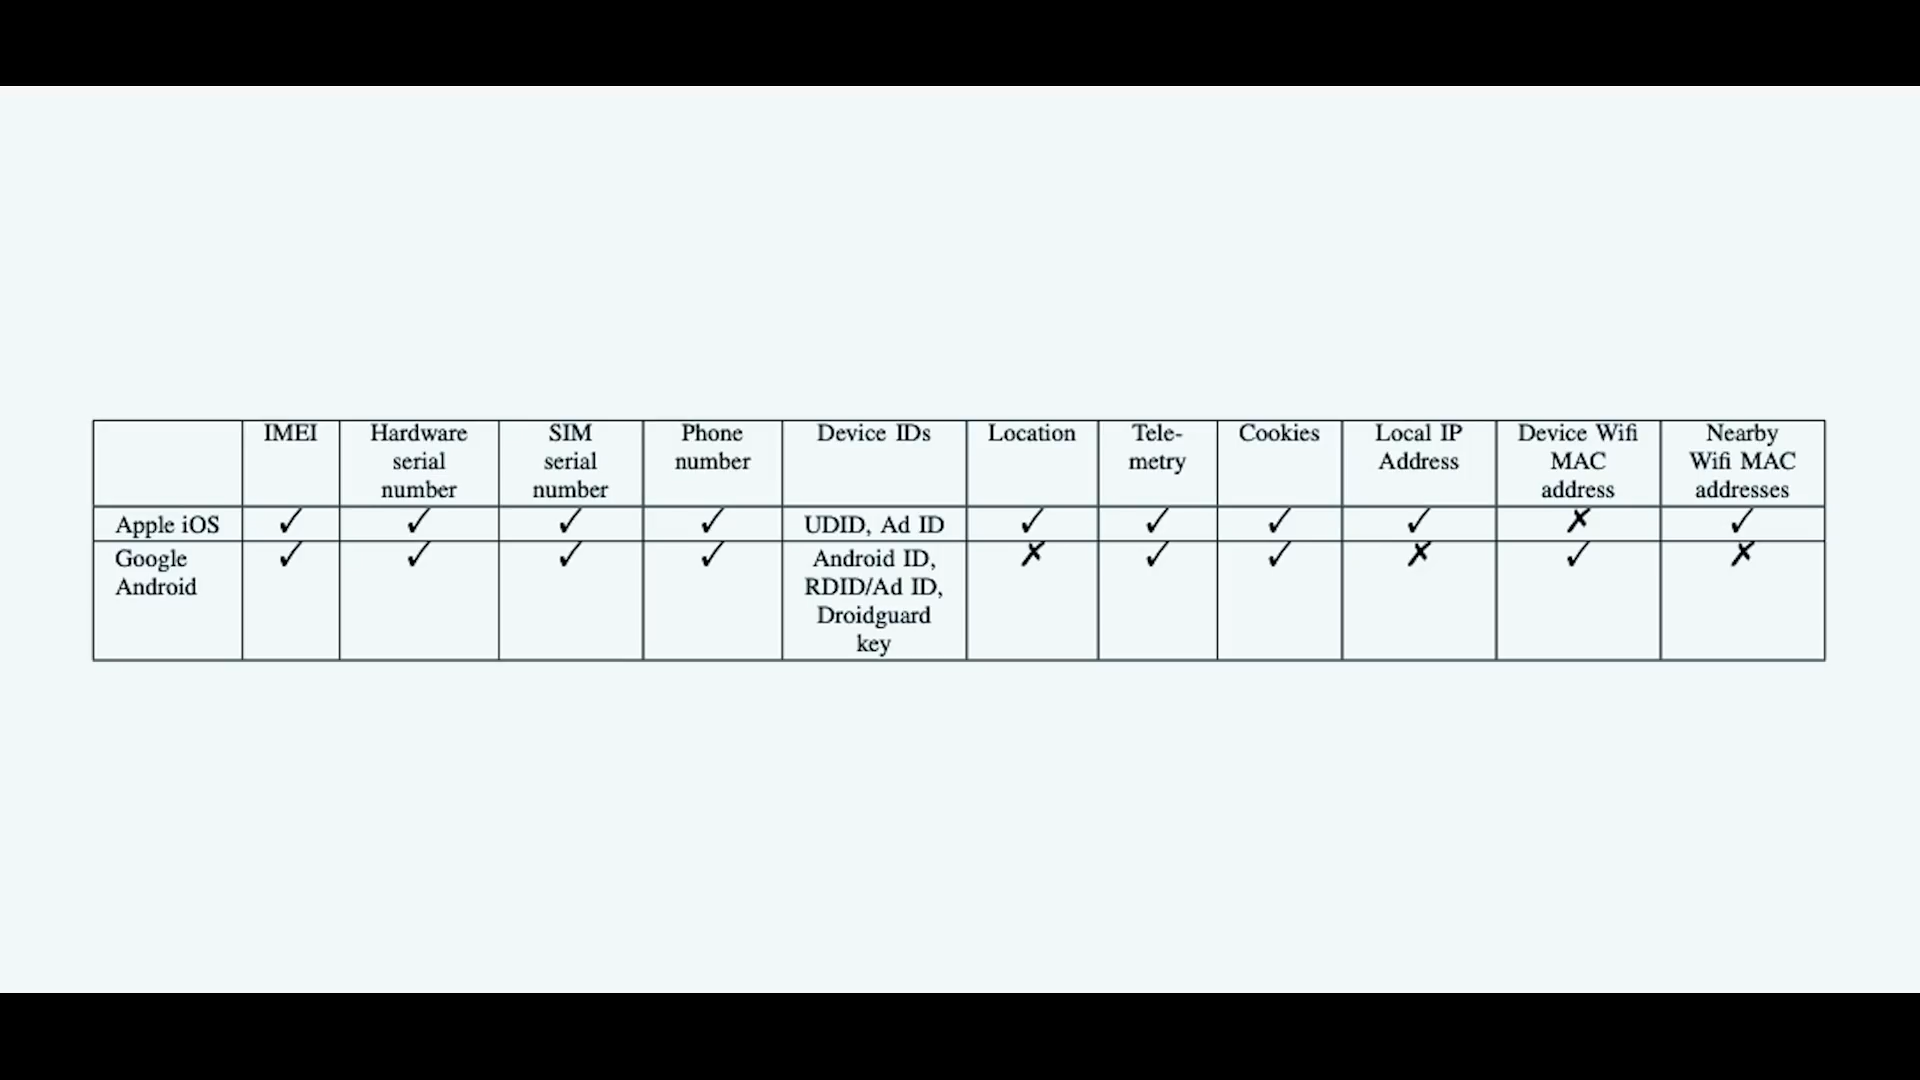 IMEI
Hardware
serial
number
SIM
serial
number
Phone
number
Device IDs
Location
Tele-
metry
Cookies
Local IP
Address
Device Wifi
MAC
address
Nearby
Wifi MAC
addresses
Apple iOS ✓ ✓ ✓ ✓ UDID, Ad ID ✓ ✓ ✓ ✓ ✗ ✓
Google
Android
✓ ✓ ✓ ✓
Android ID,
RDID/Ad ID,
Droidguard
key
✗ ✓ ✓ ✗ ✓ ✗